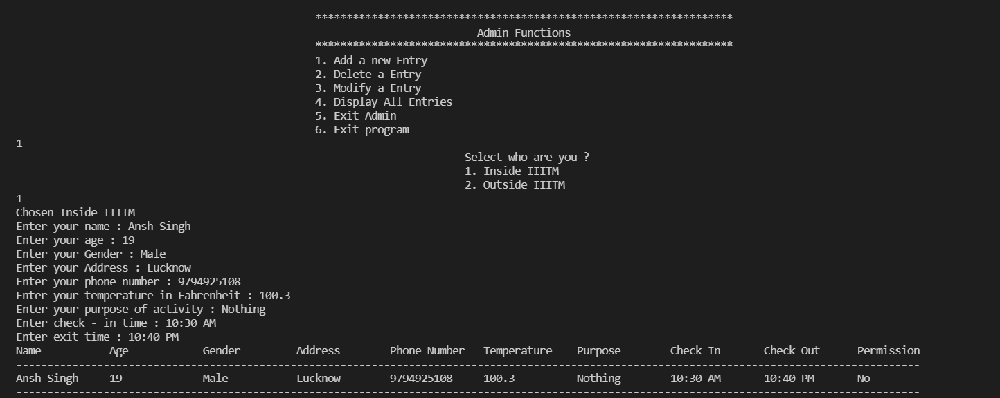 *******************************************************************
Admin Functions
*******************************************************************
1. Add a new Entry
2. Delete a Entry
3. Modify a Entry
4. Display All Entries
5. Exit Admin
6. Exit program
1
Select who are you ?
1. Inside IIITM
2. Outside IIITM
1
Chosen Inside IIITM
Enter your name : Ansh Singh
Enter your age : 19
Enter your Gender : Male
Enter your Address : Lucknow
Enter your phone number : 9794925108
Enter your temperature in Fahrenheit : 100.3
Enter your purpose of activity : Nothing
Enter check - in time : 10:30 AM
Enter exit time : 10:40 PM
Name Age Gender Address Phone Number Temperature Purpose Check In Check Out Permission
-------------------------------------------------------------------------------------------------------------------------------------------------
Ansh Singh 19 Male Lucknow 9794925108 100.3 Nothing 10:30 AM 10:40 PM No
-------------------------------------------------------------------------------------------------------------------------------------------------